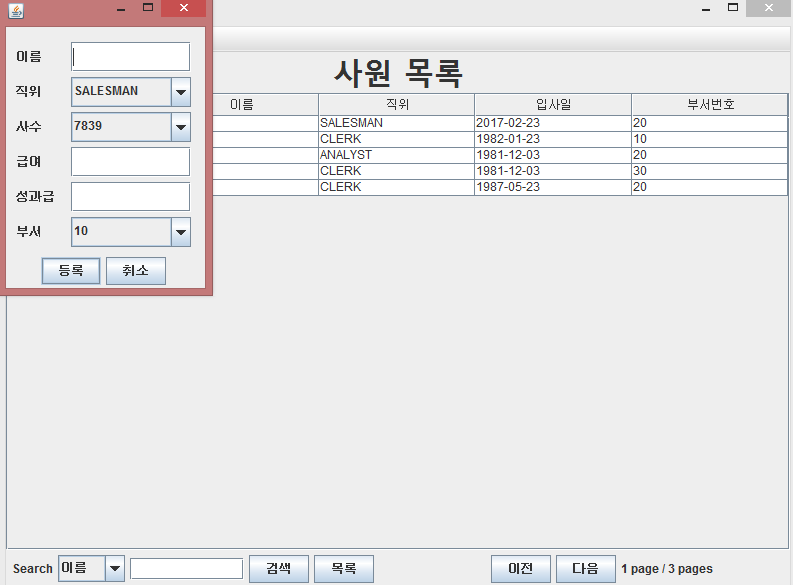 이름
직위 SALESMAN
사수 7839
급여
성과급
부서 10
등록 취소
사원 목록
이름 직위 입사일 부서번호
SALESMAN 2017-02-23 20
CLERK 1982-01-23 10
ANALYST 1981-12-03 20
CLERK 1981-12-03 30
CLERK 1987-05-23 20
Search 이름 검색 목록 이전 다음 1 page / 3 pages